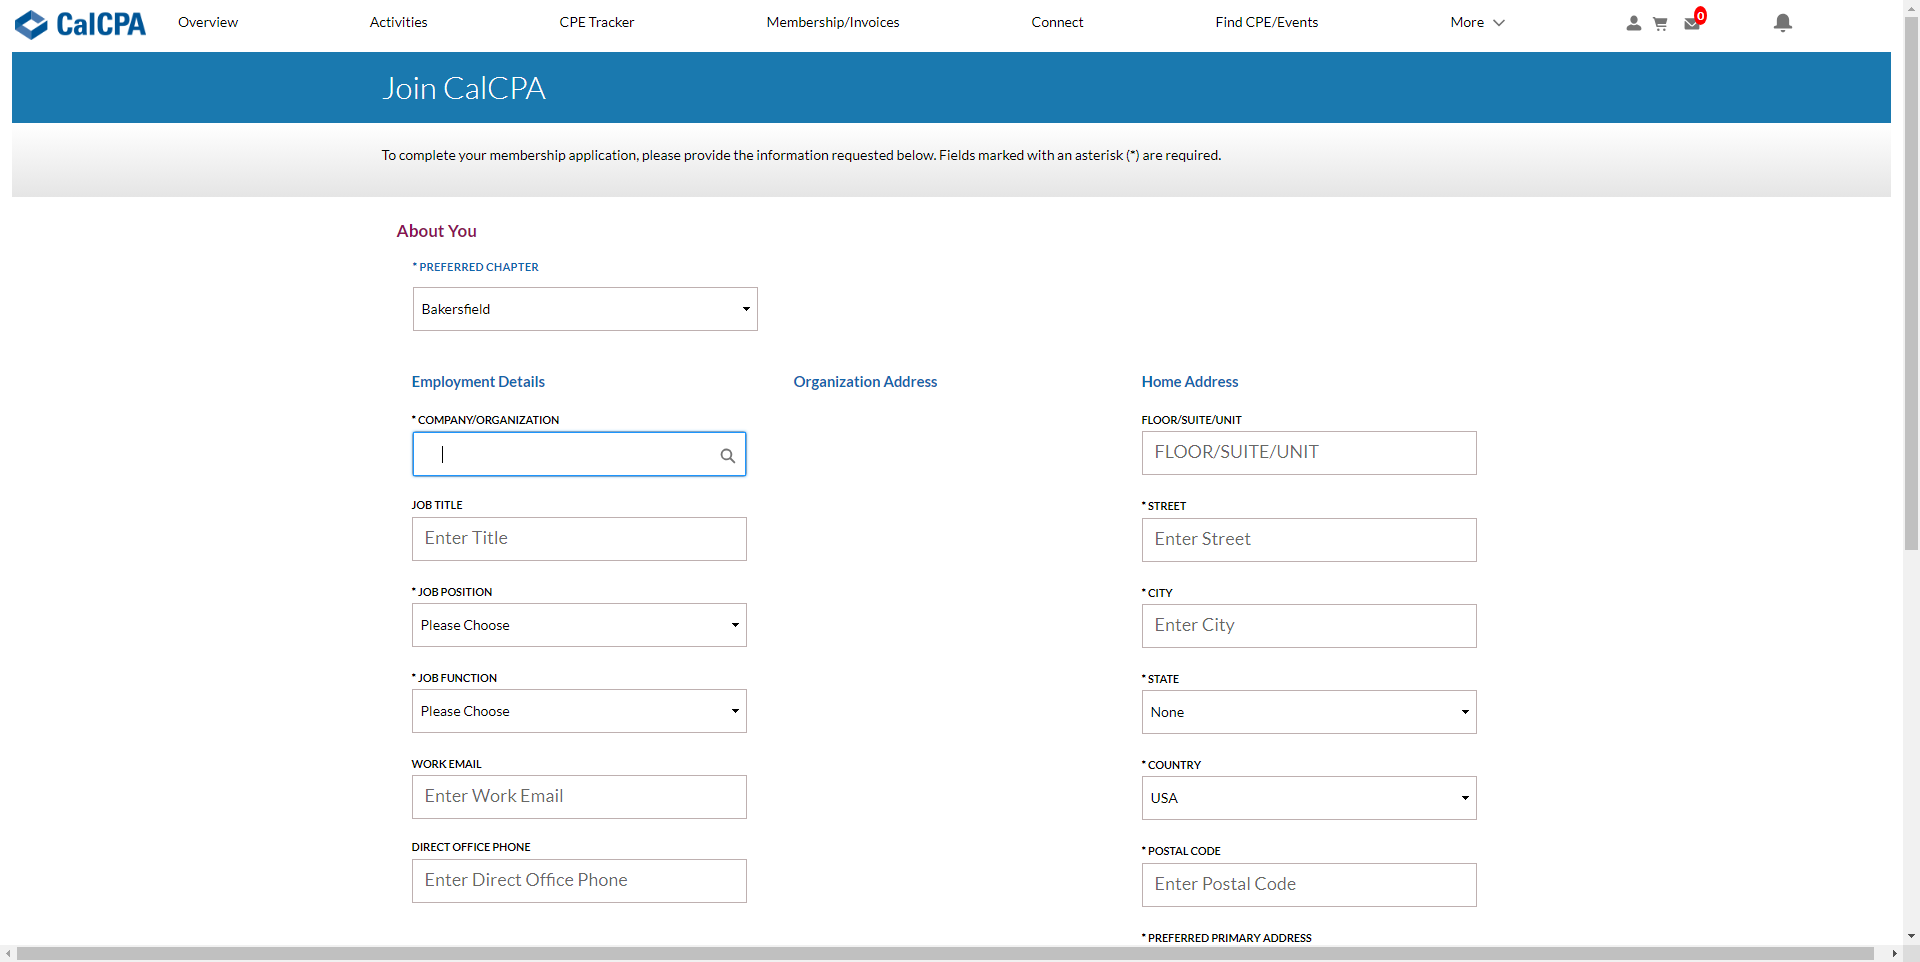 CalCPA
Overview
Activities
CPE Tracker
Membership/Invoices
Connect
Find CPE/Events
More
0
Join CalCPA
To complete your membership application, please provide the information requested below. Fields marked with an asterisk (*) are required.
About You
* PREFERRED CHAPTER
Bakersfield
Employment Details
* COMPANY/ORGANIZATION
JOB TITLE
Enter Title
* JOB POSITION
Please Choose
* JOB FUNCTION
Please Choose
WORK EMAIL
Enter Work Email
DIRECT OFFICE PHONE
Enter Direct Office Phone
Organization Address
Home Address
FLOOR/SUITE/UNIT
FLOOR/SUITE/UNIT
* STREET
Enter Street
* CITY
Enter City
* STATE
None
* COUNTRY
USA
* POSTAL CODE
Enter Postal Code
* PREFERRED PRIMARY ADDRESS